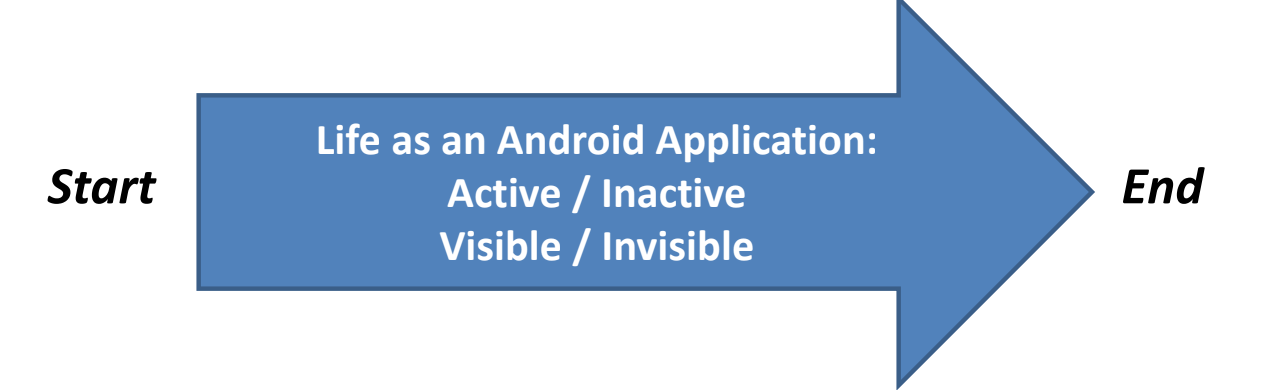 Start
Life as an Android Application:
Active / Inactive
Visible / Invisible
End